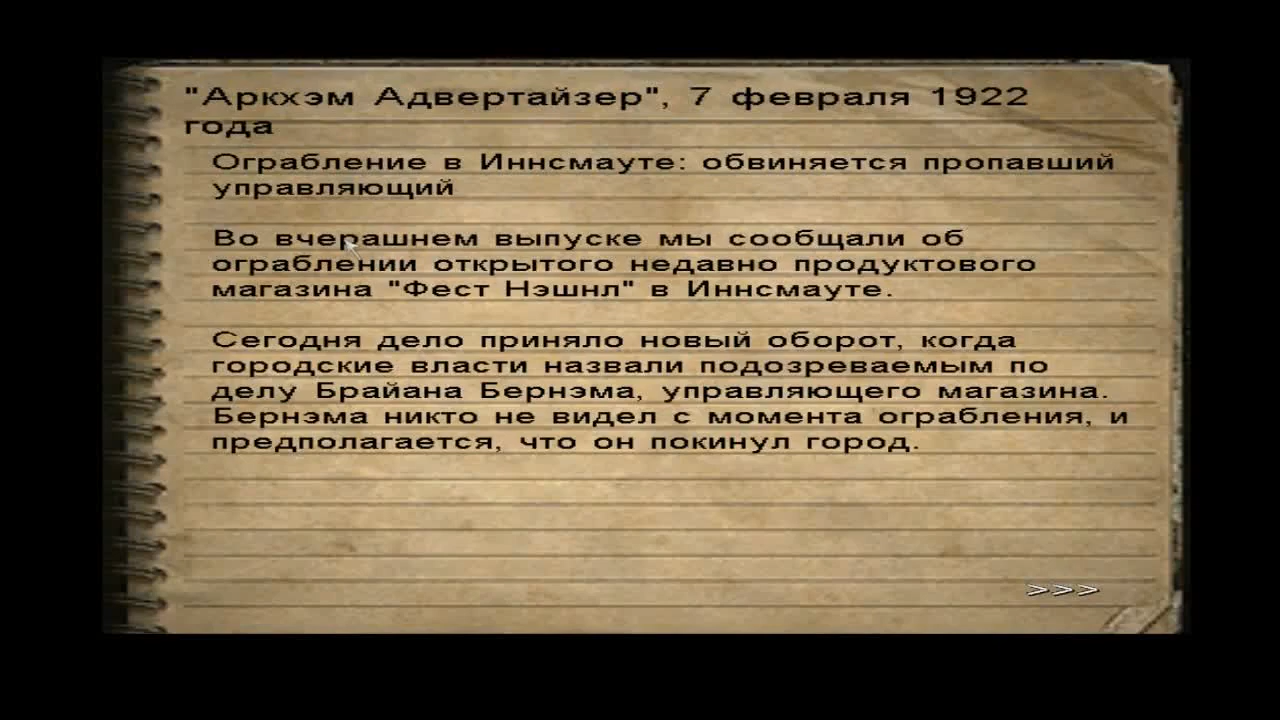 "Аркхэм Адвертайзер", 7 февраля 1922
года
Ограбление в Иннсмауте: обвиняется пропавший
управляющий
Во вчерашнем выпуске мы сообщали об
ограблении открытого недавно продуктового
магазина "Фест Нэшнл" в Иннсмауте.
Сегодня дело приняло новый оборот, когда
городские власти назвали подозреваемым по
делу Брайана Бернэма, управляющего магазина.
Бернэма никто не видел с момента ограбления, и
предполагается, что он покинул город.
>>>